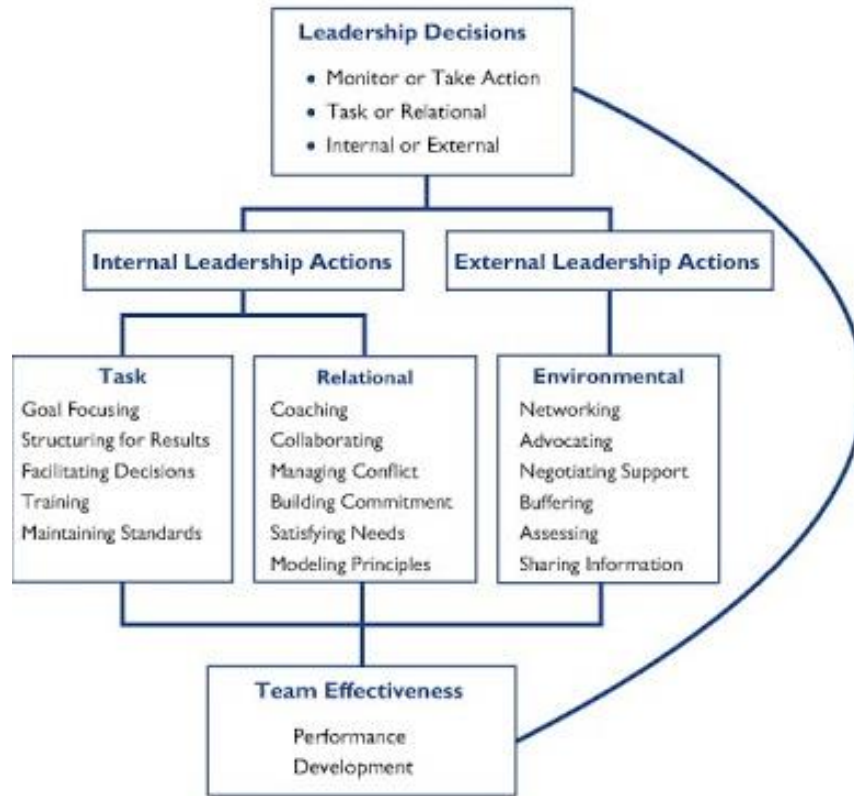 Leadership Decisions
• Monitor or Take Action
• Task or Relational
• Internal or External
Internal Leadership Actions
External Leadership Actions
Task
Goal Focusing
Structuring for Results
Facilitating Decisions
Training
Maintaining Standards
Relational
Coaching
Collaborating
Managing Conflict
Building Commitment
Satisfying Needs
Modeling Principles
Environmental
Networking
Advocating
Negotiating Support
Buffering
Assessing
Sharing Information
Team Effectiveness
Performance
Development